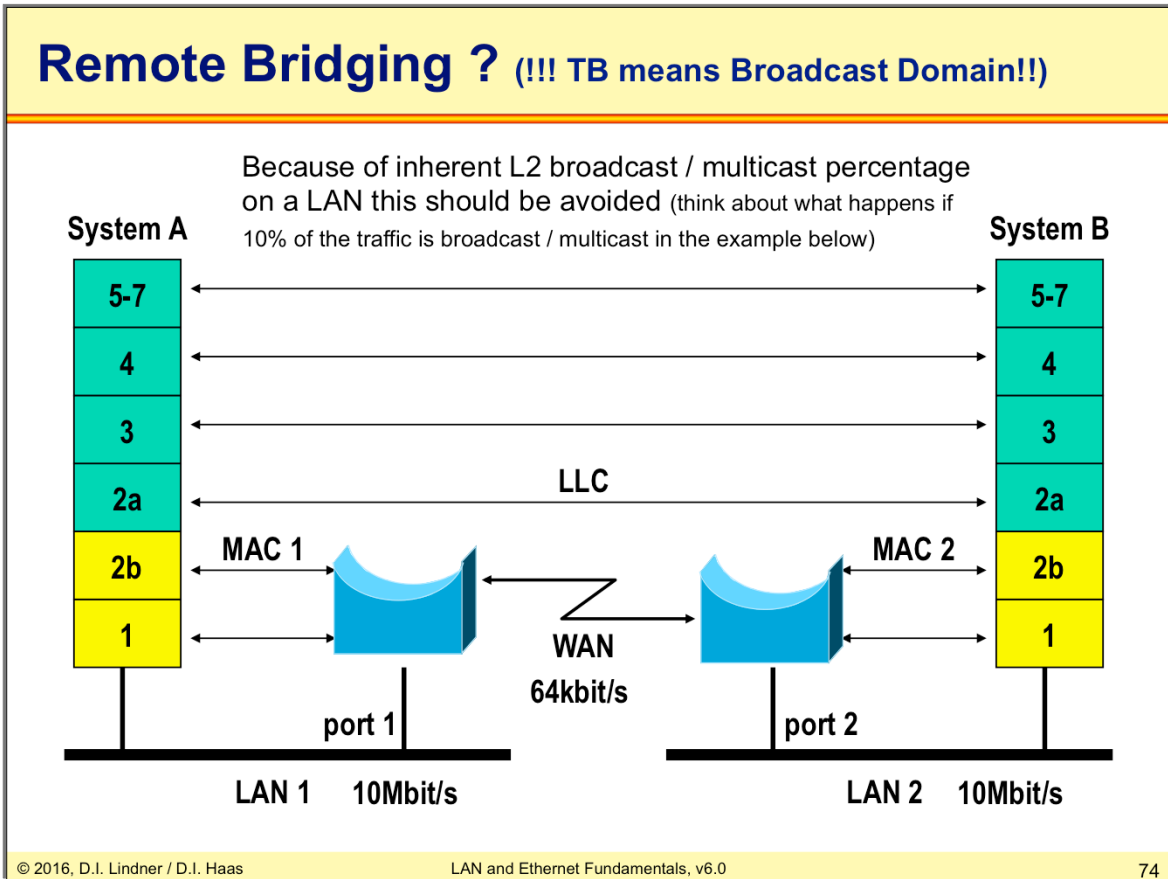 Remote Bridging ? (!!! TB means Broadcast Domain!!)
Because of inherent L2 broadcast / multicast percentage
on a LAN this should be avoided (think about what happens if
10% of the traffic is broadcast / multicast in the example below)
System A
System B
5-7
5-7
4
4
3
3
LLC
2a
2a
MAC 1
MAC 2
2b
2b
1
1
WAN
64kbit/s
port 1
port 2
LAN 1 10Mbit/s
LAN 2 10Mbit/s
© 2016, D.I. Lindner / D.I. Haas
LAN and Ethernet Fundamentals, v6.0
74